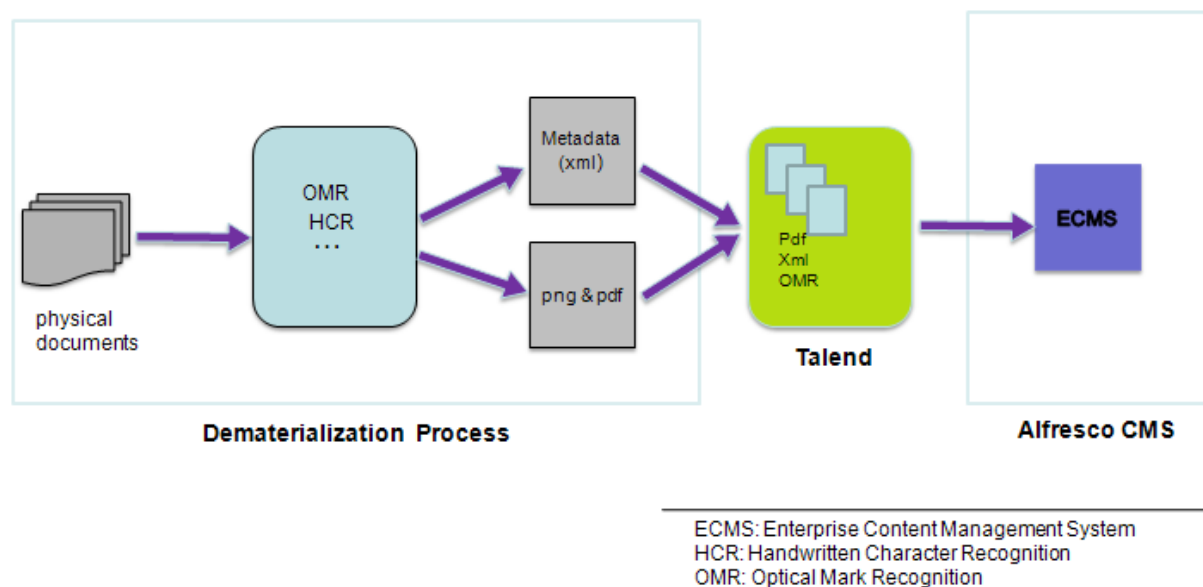 physical
documents
OMR
HCR
...
Metadata
(xml)
png & pdf
Pdf
Xml
OMR
Talend
ECMS
Dematerialization Process
Alfresco CMS
ECMS: Enterprise Content Management System
HCR: Handwritten Character Recognition
OMR: Optical Mark Recognition